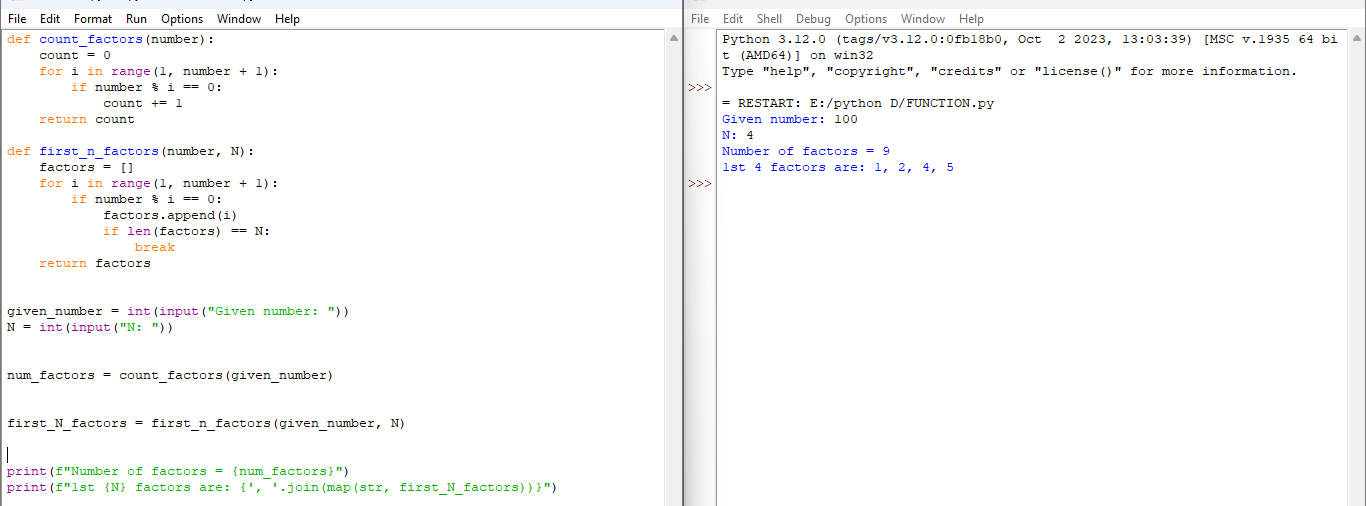 File Edit Format Run Options Window Help
def count_factors(number):
    count = 0
    for i in range(1, number + 1):
        if number % i == 0:
            count += 1
    return count
def first_n_factors(number, N):
    factors = []
    for i in range(1, number + 1):
        if number % i == 0:
            factors.append(i)
            if len(factors) == N:
                break
    return factors
given_number = int(input("Given number: "))
N = int(input("N: "))
num_factors = count_factors(given_number)
first_N_factors = first_n_factors(given_number, N)
print(f"Number of factors = {num_factors}")
print(f"1st {N} factors are: {', '.join(map(str, first_N_factors))}")
File Edit Shell Debug Options Window Help
Python 3.12.0 (tags/v3.12.0:0fb18b0, Oct  2 2023, 13:03:39) [MSC v.1935 64 bi
t (AMD64)] on win32
Type "help", "copyright", "credits" or "license()" for more information.
>>>
= RESTART: E:/python D/FUNCTION.py
Given number: 100
N: 4
Number of factors = 9
1st 4 factors are: 1, 2, 4, 5
>>>